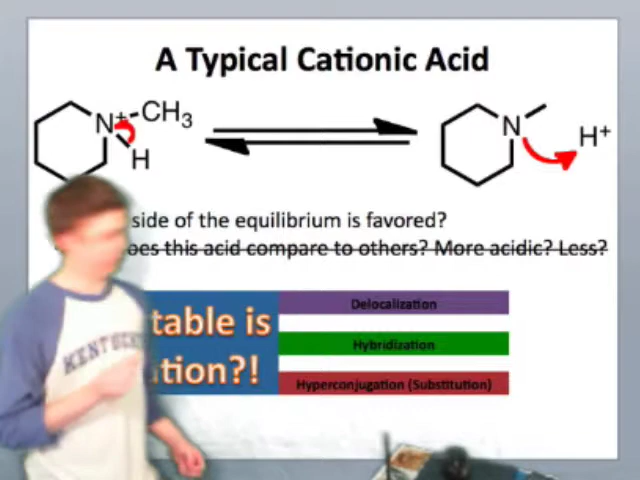 A Typical Cationic Acid
N+ CH3
H
N
H+
side of the equilibrium is favored?
oes this acid compare to others? More acidic? Less?
table is
ation?!
Delocalization
Hybridization
Hyperconjugation (Substitution)
KENTUCKY